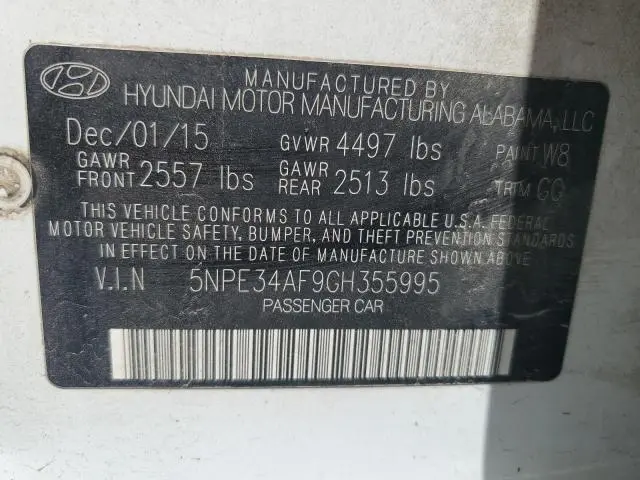 MANUFACTURED BY
HYUNDAI MOTOR MANUFACTURING ALABAMA, LLC
Dec/01/15 GVWR 4497 lbs PAINT W8
GAWR FRONT 2557 lbs GAWR REAR 2513 lbs TRIM GG
THIS VEHICLE CONFORMS TO ALL APPLICABLE U.S.A. FEDERAL
MOTOR VEHICLE SAFETY, BUMPER, AND THEFT PREVENTION STANDARDS
IN EFFECT ON THE DATE OF MANUFACTURE SHOWN ABOVE
V.I.N 5NPE34AF9GH355995
PASSENGER CAR